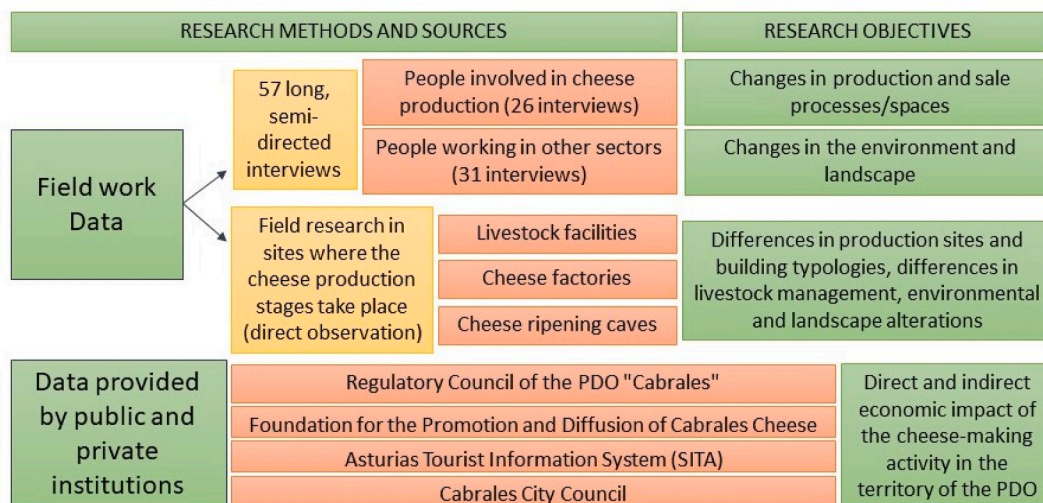 RESEARCH METHODS AND SOURCES
RESEARCH OBJECTIVES
Field work
Data
57 long,
semi-
directed
interviews
People involved in cheese
production (26 interviews)
People working in other sectors
(31 interviews)
Changes in production and sale
processes/spaces
Changes in the environment and
landscape
Field research in
sites where the
cheese production
stages take place
(direct observation)
Livestock facilities
Cheese factories
Cheese ripening caves
Differences in production sites and
building typologies, differences in
livestock management, environmental
and landscape alterations
Data provided
by public and
private
institutions
Regulatory Council of the PDO "Cabrales"
Foundation for the Promotion and Diffusion of Cabrales Cheese
Asturias Tourist Information System (SITA)
Cabrales City Council
Direct and indirect
economic impact of
the cheese-making
activity in the
territory of the PDO